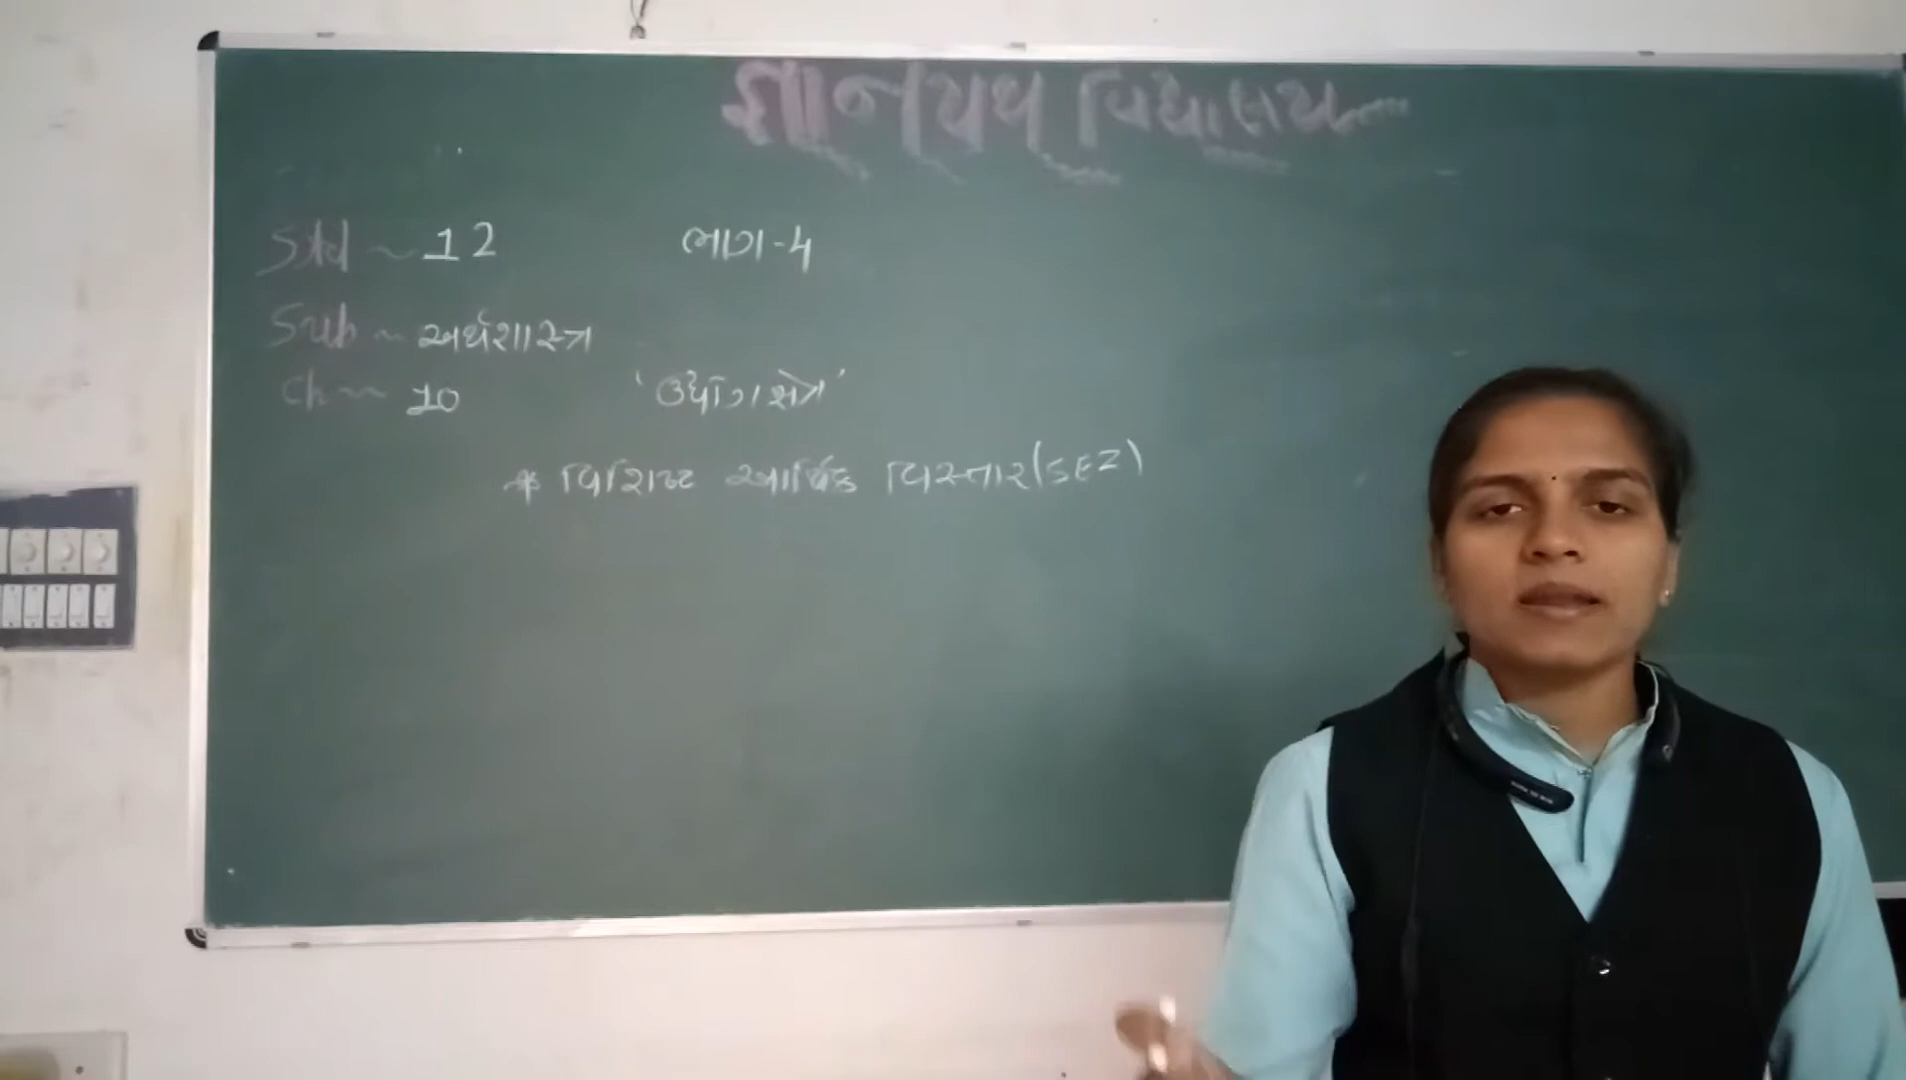 જ્ઞાનપથ વિદ્યાલય
Std ~ 12 ભાગ-4
Sub ~ અર્થશાસ્ત્ર
Ch ~ 10 'ઉદ્યોગક્ષેત્ર'
* વિશિષ્ટ આર્થિક વિસ્તાર (SEZ)